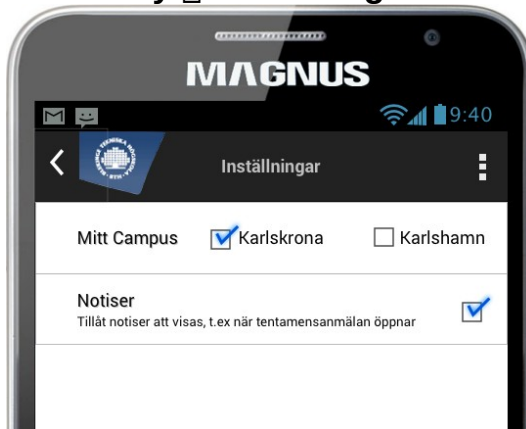 MAGNUS
9:40
Inställningar
Mitt Campus Karlskrona Karlshamn
Notiser
Tillåt notiser att visas, t.ex när tentamensanmälan öppnar